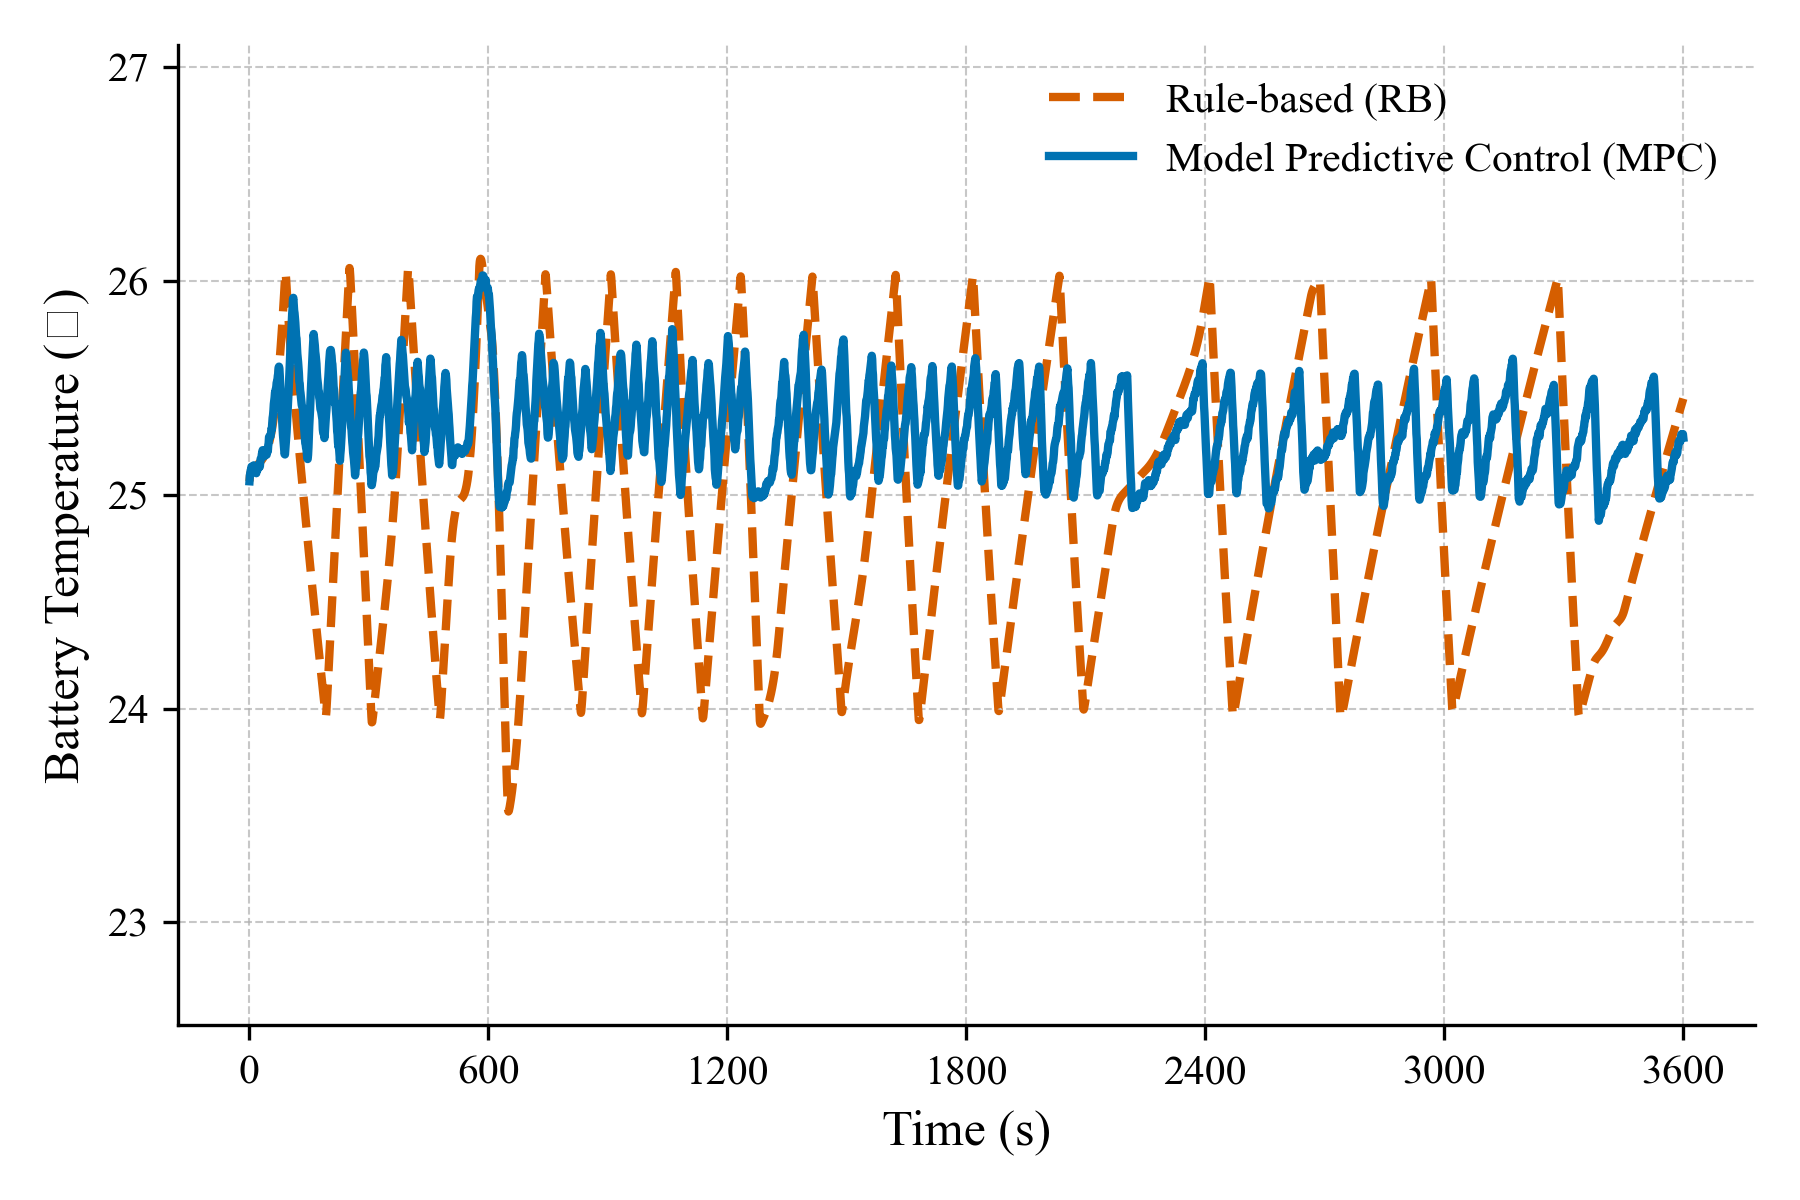 Rule-based (RB)
Model Predictive Control (MPC)
Battery Temperature (□)
27
26
25
24
23
0 600 1200 1800 2400 3000 3600
Time (s)